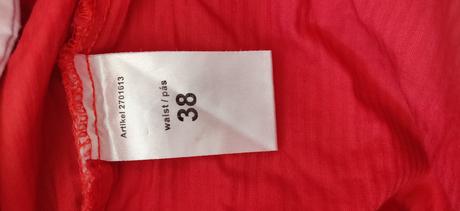 38
waist / pás
Artikel 2701613